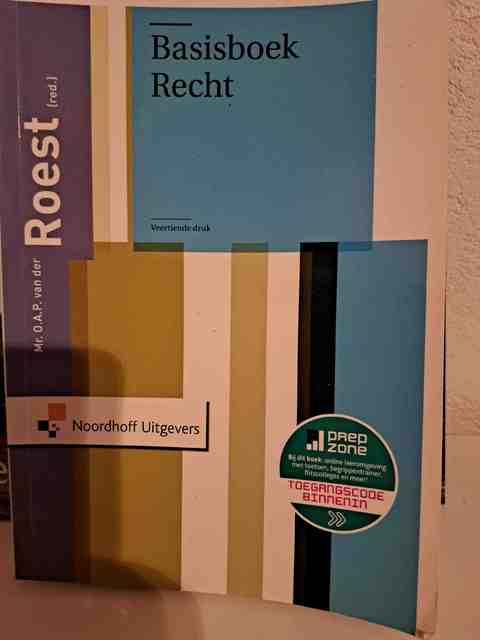 Basisboek
Recht
Veertiende druk
Mr. O.A.P. van der
Roest (red.)
Noordhoff Uitgevers
PREP
ZONE
Bij dit boek: online leeromgeving
met toetsen, begrippentrainer,
flitscolleges en meer!
TOEGANGSCODE
BINNENIN